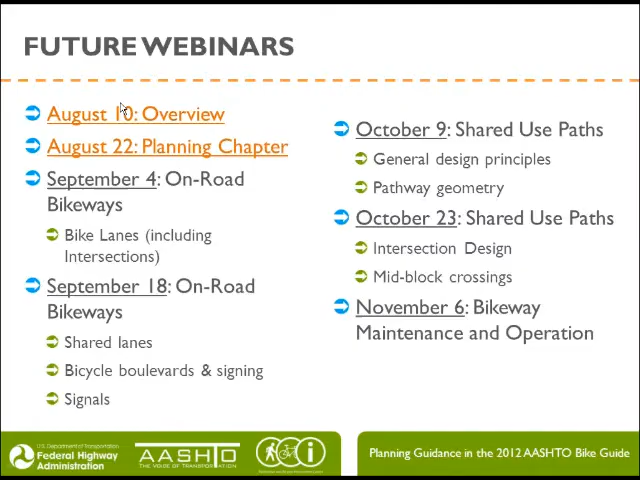 FUTURE WEBINARS
August 10: Overview
August 22: Planning Chapter
September 4: On-Road
Bikeways
Bike Lanes (including
Intersections)
September 18: On-Road
Bikeways
Shared lanes
Bicycle boulevards & signing
Signals
October 9: Shared Use Paths
General design principles
Pathway geometry
October 23: Shared Use Paths
Intersection Design
Mid-block crossings
November 6: Bikeway
Maintenance and Operation
U.S. Department of Transportation
Federal Highway
Administration
AASHTO
THE VOICE OF TRANSPORTATION
Planning Guidance in the 2012 AASHTO Bike Guide